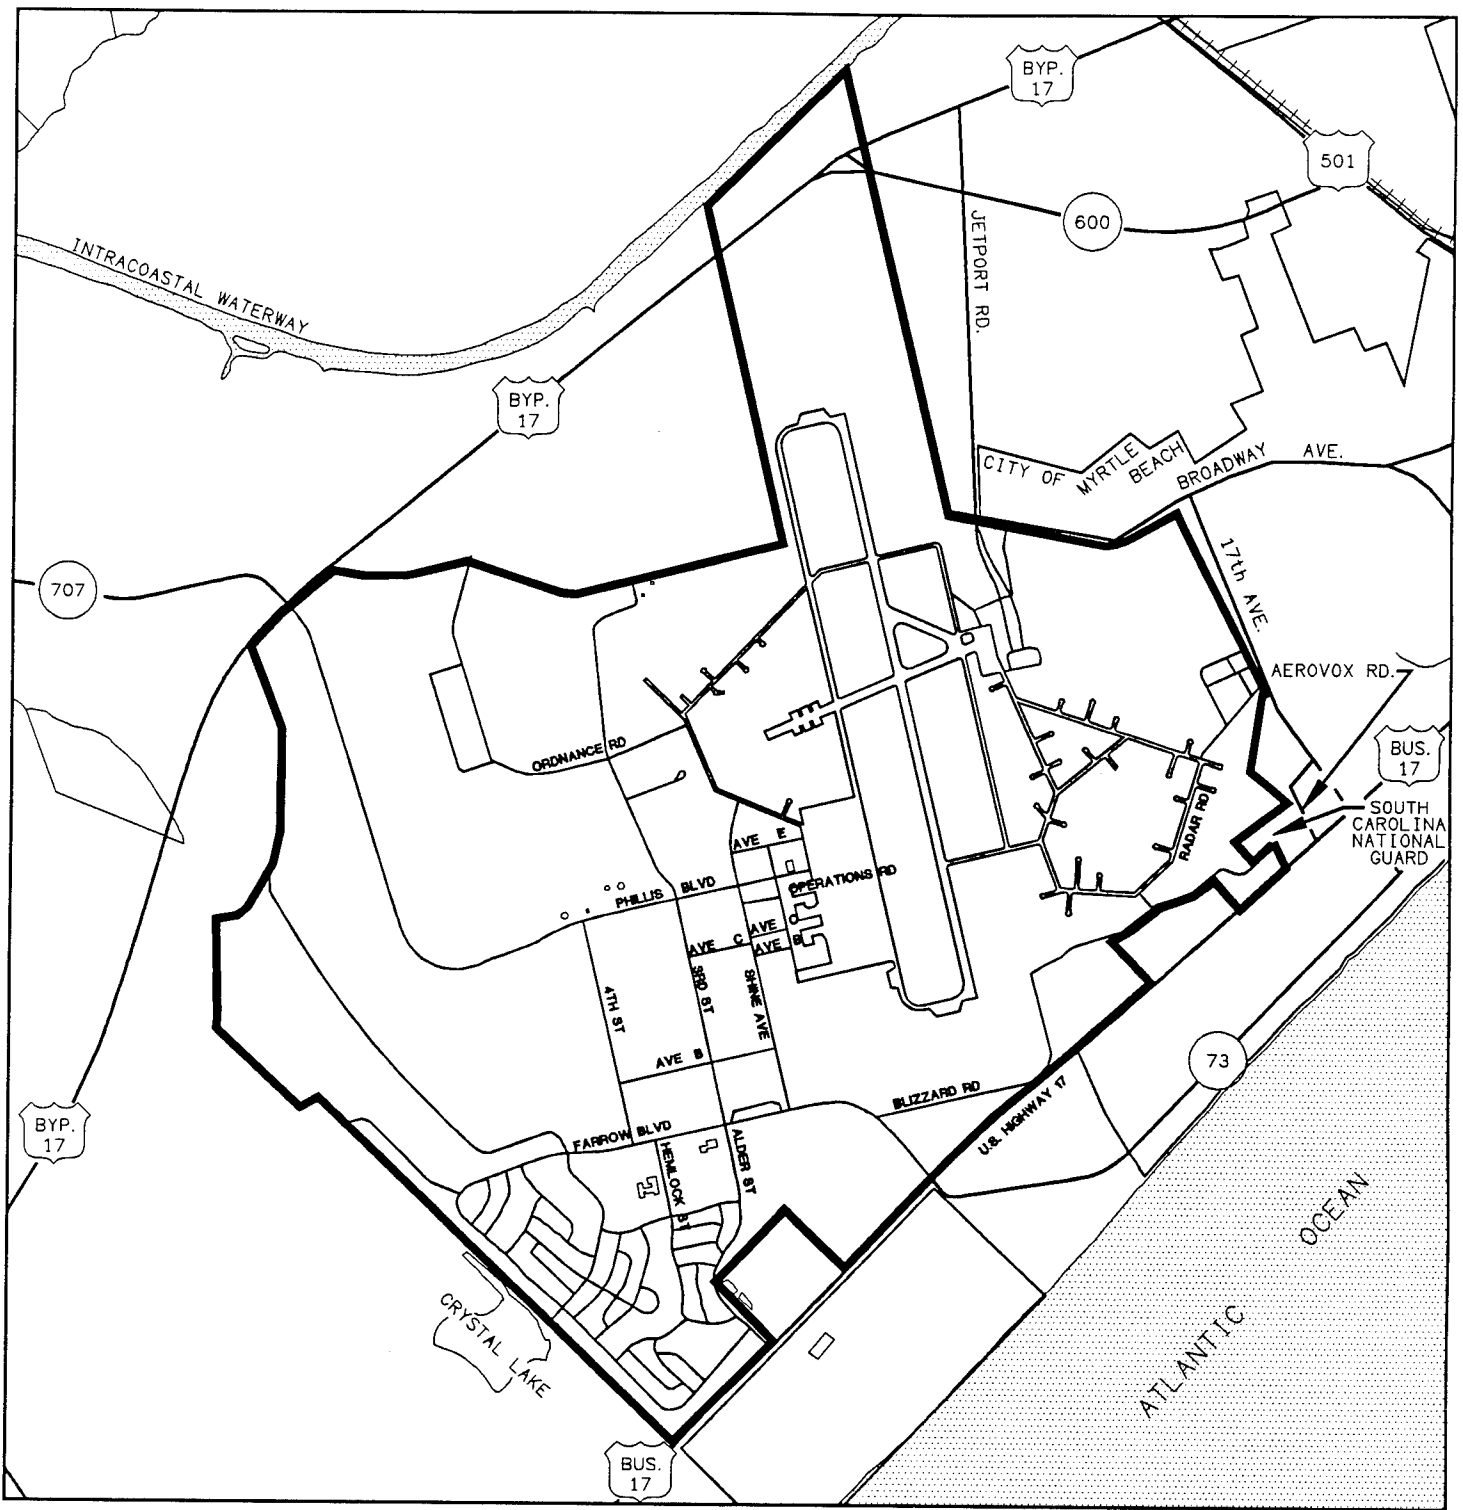 BYP.
17
501
600
JETPORT RD.
INTRACOASTAL WATERWAY
BYP.
17
CITY OF MYRTLE
BEACH
BROADWAY AVE.
17th AVE.
707
AEROVOX RD.
BUS.
17
ORDNANCE RD
SOUTH
CAROLINA
NATIONAL
GUARD
RADAR RD
AVE E
PHILLIS BLVD
OPERATIONS RD
AVE C
AVE C
AVE B
4TH ST
3RD ST
SHINE AVE
AVE B
73
BLIZZARD RD
U.S. HIGHWAY 17
BYP.
17
FARROW BLVD
HEMLOCK ST
ALDER ST
CRYSTAL LAKE
ATLANTIC OCEAN
BUS.
17